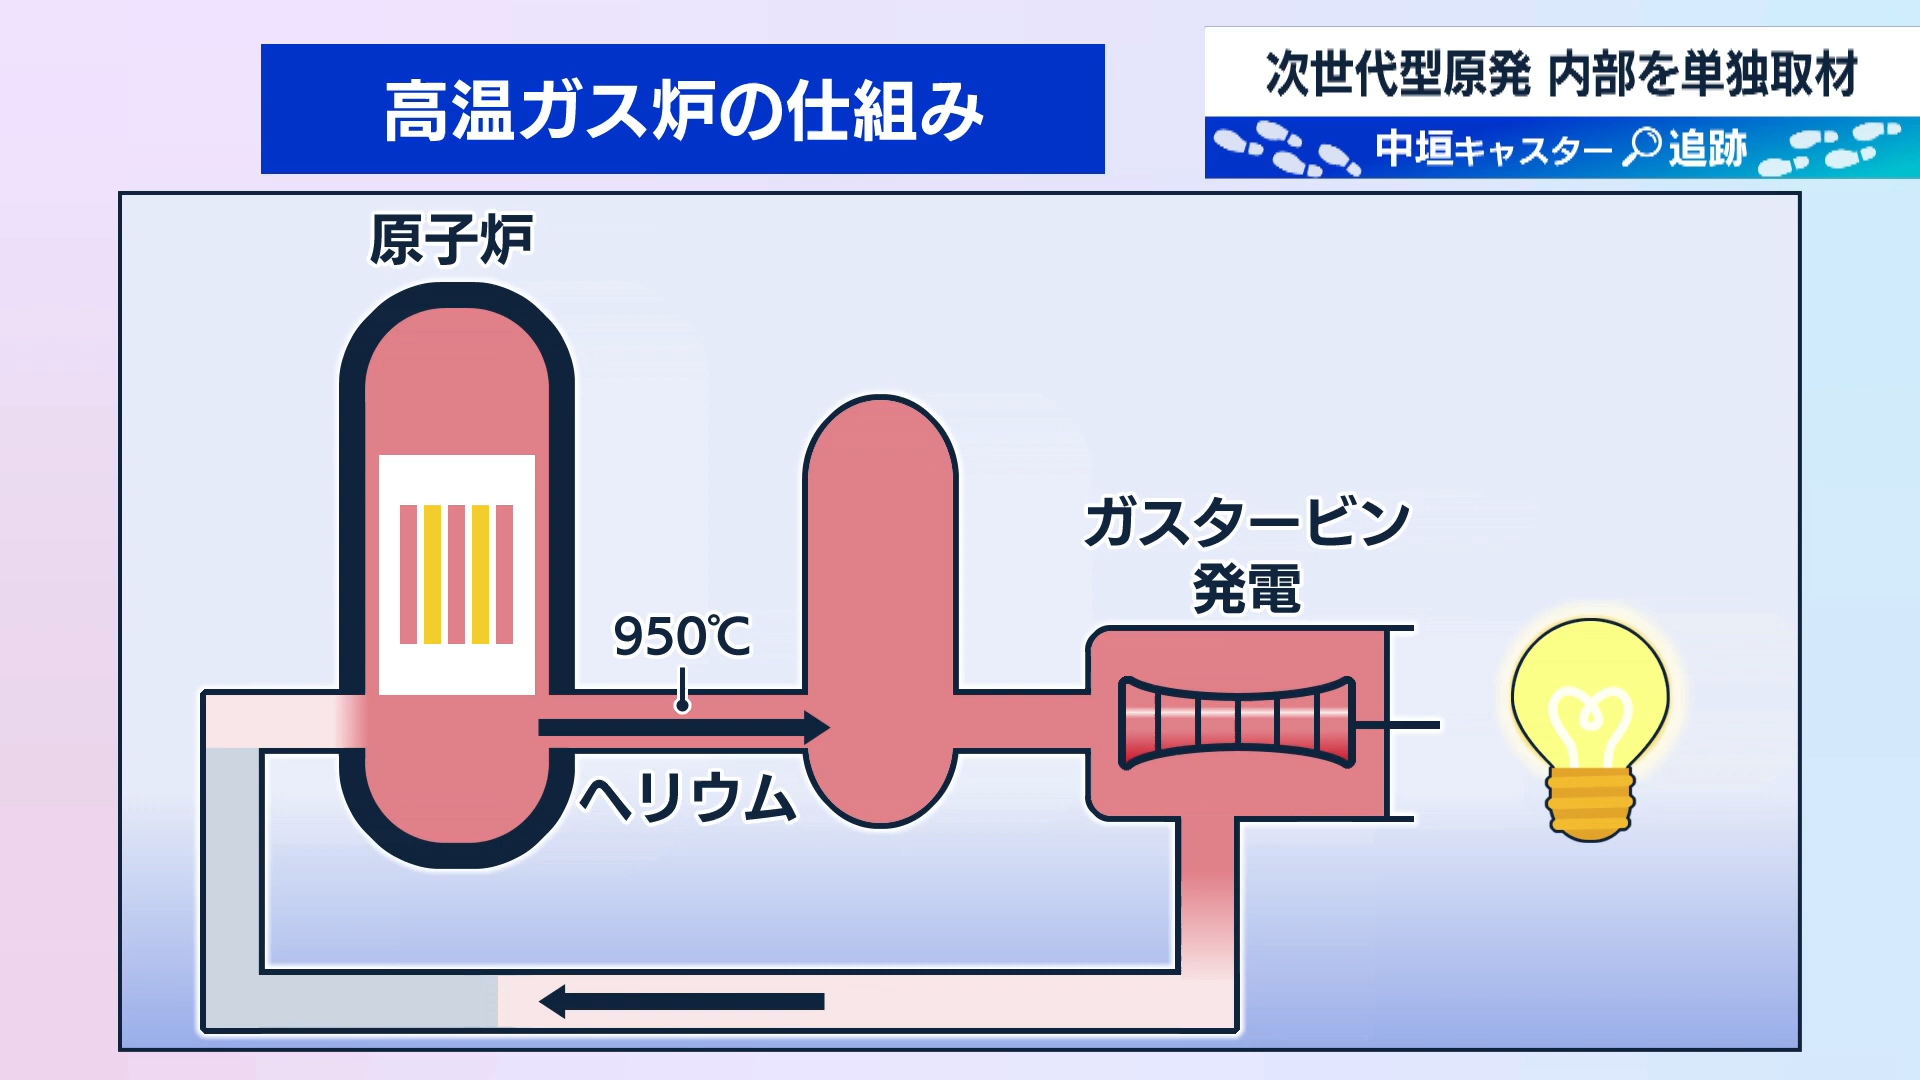 高温ガス炉の仕組み
次世代型原発 内部を単独取材
中垣キャスター 追跡
原子炉
950℃
ヘリウム
ガスタービン
発電